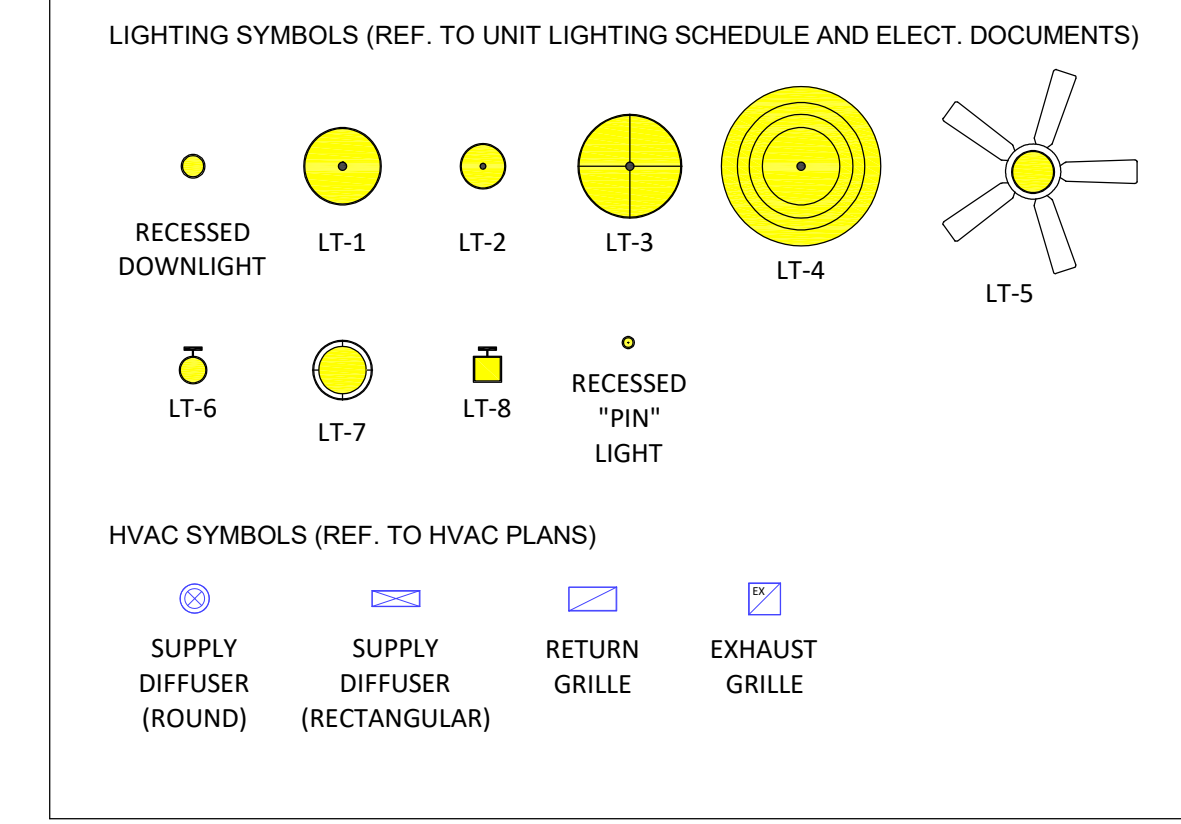 LIGHTING SYMBOLS (REF. TO UNIT LIGHTING SCHEDULE AND ELECT. DOCUMENTS)
RECESSED
DOWNLIGHT
LT-1
LT-2
LT-3
LT-4
LT-5
LT-6
LT-7
LT-8
RECESSED
"PIN"
LIGHT
HVAC SYMBOLS (REF. TO HVAC PLANS)
SUPPLY
DIFFUSER
(ROUND)
SUPPLY
DIFFUSER
(RECTANGULAR)
RETURN
GRILLE
EX
EXHAUST
GRILLE